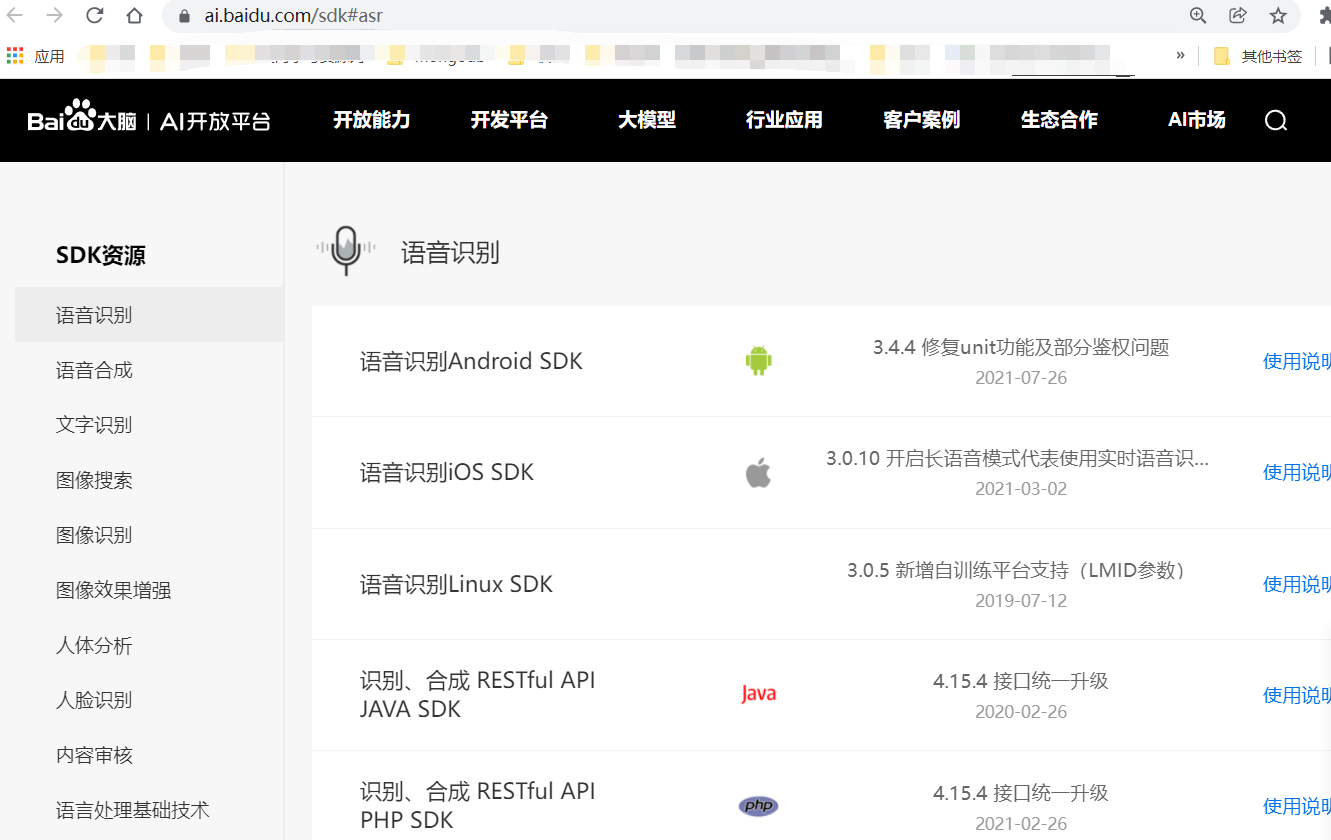 ai.baidu.com/sdk#asr
应用
»
其他书签
Bai du 大脑 | AI开放平台
开放能力
开发平台
大模型
行业应用
客户案例
生态合作
AI市场
SDK资源
语音识别
语音合成
文字识别
图像搜索
图像识别
图像效果增强
人体分析
人脸识别
内容审核
语言处理基础技术
语音识别
语音识别Android SDK
3.4.4 修复unit功能及部分鉴权问题
2021-07-26
使用说明
语音识别iOS SDK
3.0.10 开启长语音模式代表使用实时语音识...
2021-03-02
使用说明
语音识别Linux SDK
3.0.5 新增自训练平台支持（LMID参数）
2019-07-12
使用说明
识别、合成 RESTful API
JAVA SDK
Java
4.15.4 接口统一升级
2020-02-26
使用说明
识别、合成 RESTful API
PHP SDK
php
4.15.4 接口统一升级
2021-02-26
使用说明